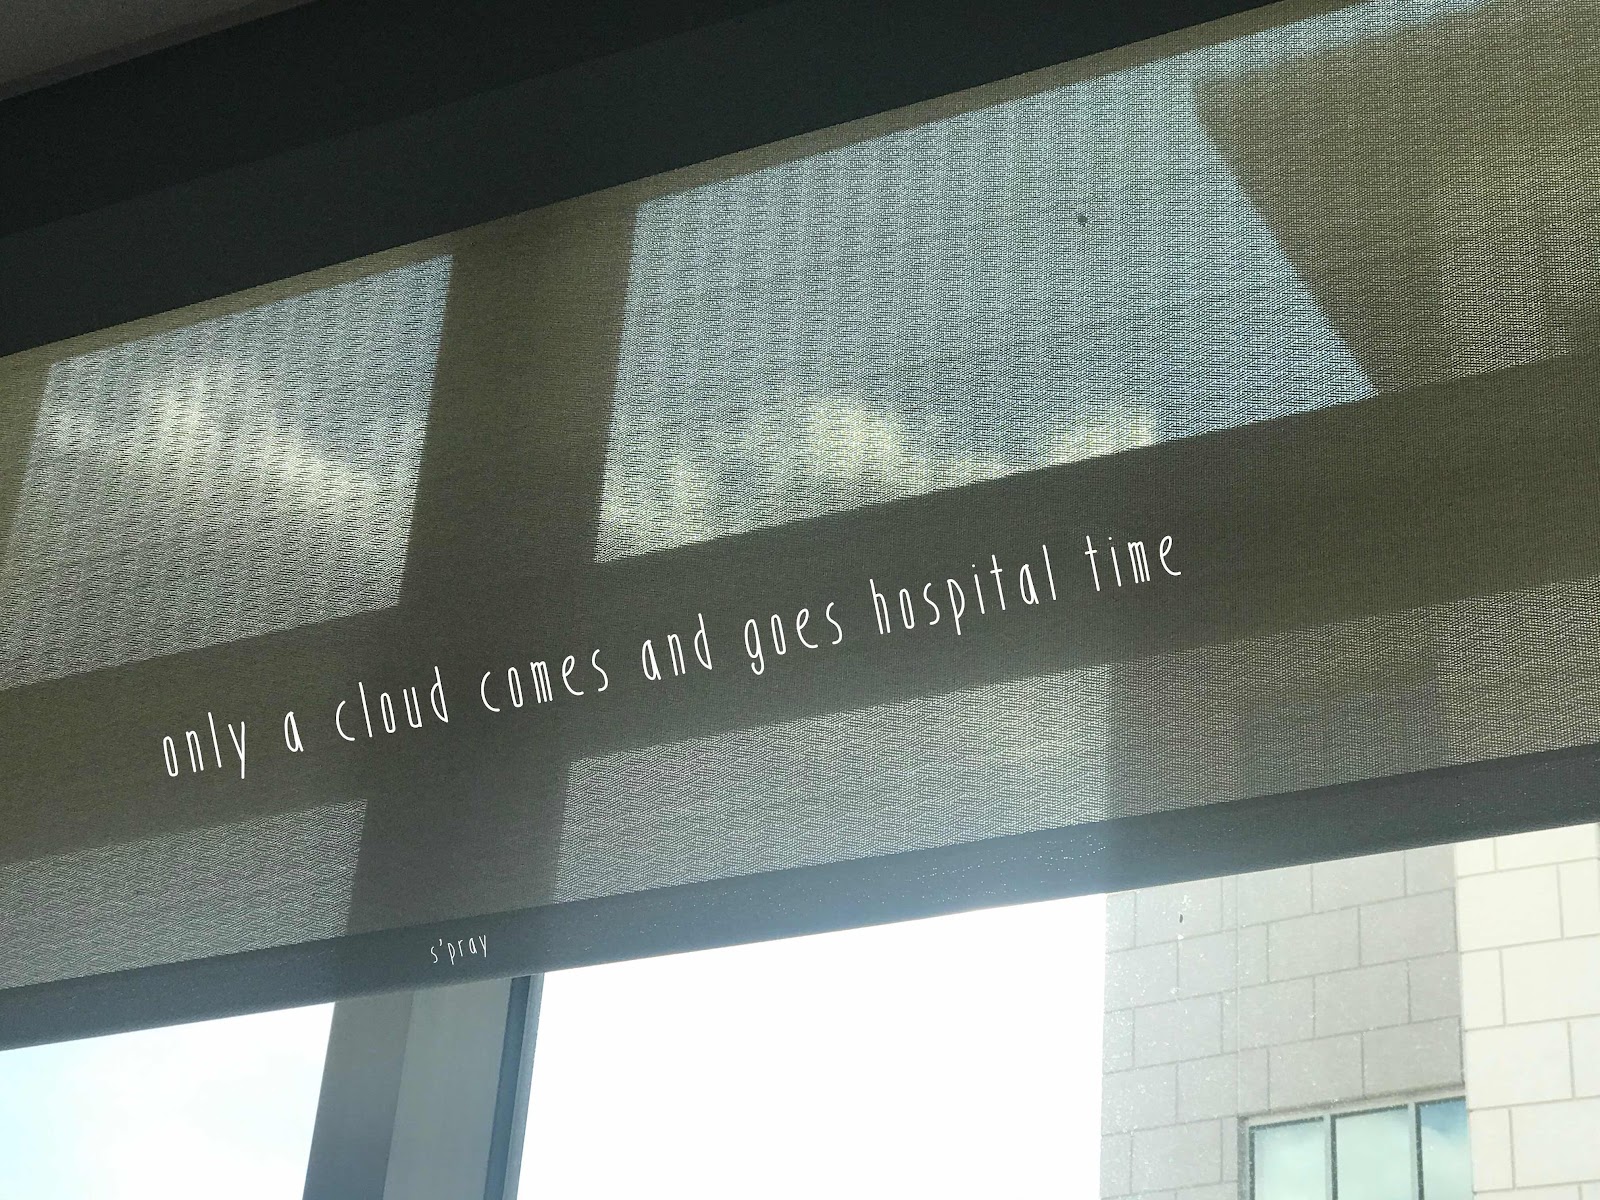 only a cloud comes and goes hospital time
s'pray